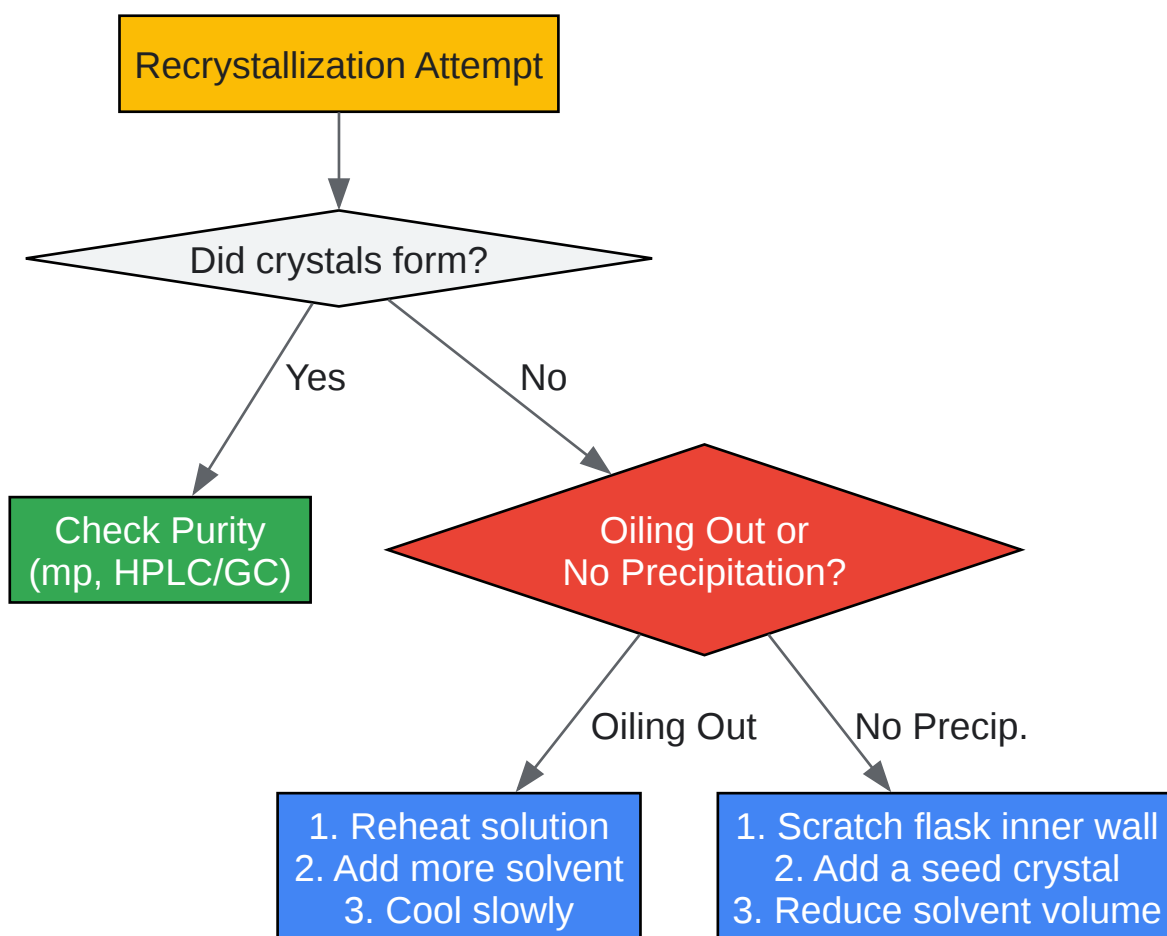 Recrystallization Attempt
Did crystals form?
Yes
No
Check Purity
(mp, HPLC/GC)
Oiling Out or
No Precipitation?
Oiling Out
No Precip.
1. Reheat solution
2. Add more solvent
3. Cool slowly
1. Scratch flask inner wall
2. Add a seed crystal
3. Reduce solvent volume